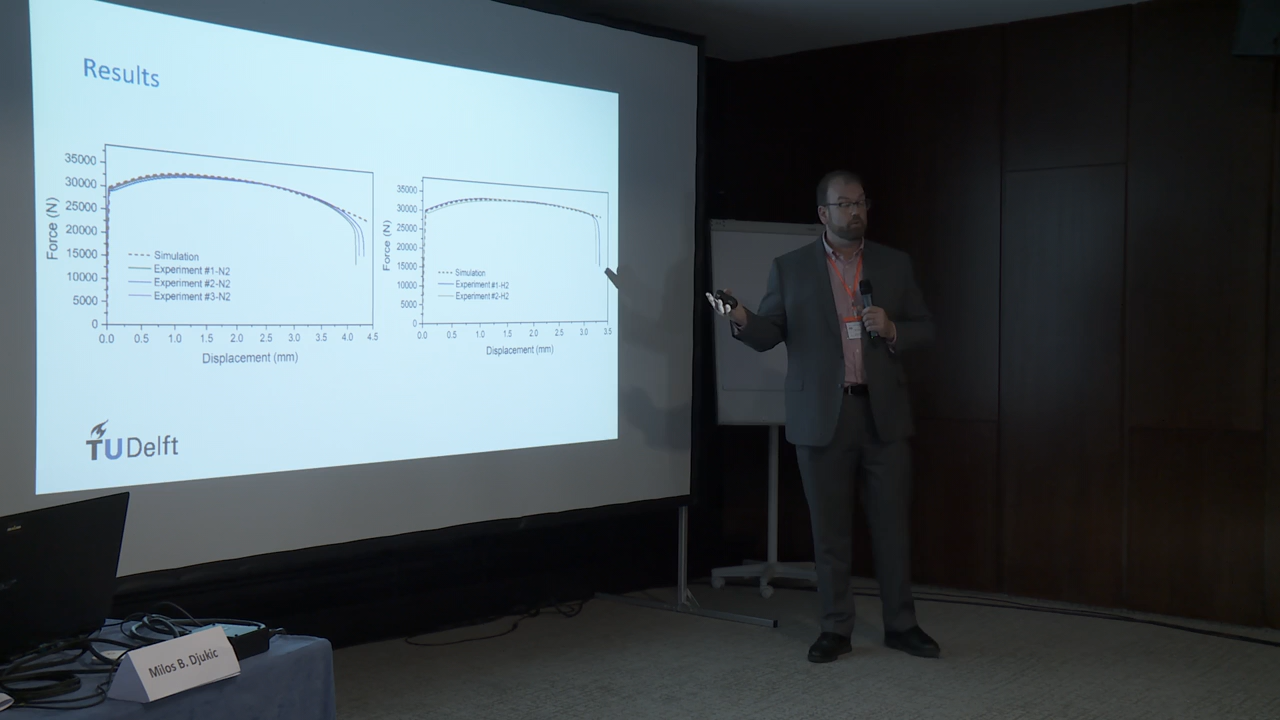 Results
35000
30000
25000
20000
15000
10000
5000
0
Force (N)
Simulation
Experiment #1-N2
Experiment #2-N2
Experiment #3-N2
0.0 0.5 1.0 1.5 2.0 2.5 3.0 3.5 4.0 4.5
Displacement (mm)
35000
30000
25000
20000
15000
10000
5000
0
Force (N)
Simulation
Experiment #1-H2
Experiment #2-H2
0.0 0.5 1.0 1.5 2.0 2.5 3.0 3.5
Displacement (mm)
TUDelft
Milos B. Djukic